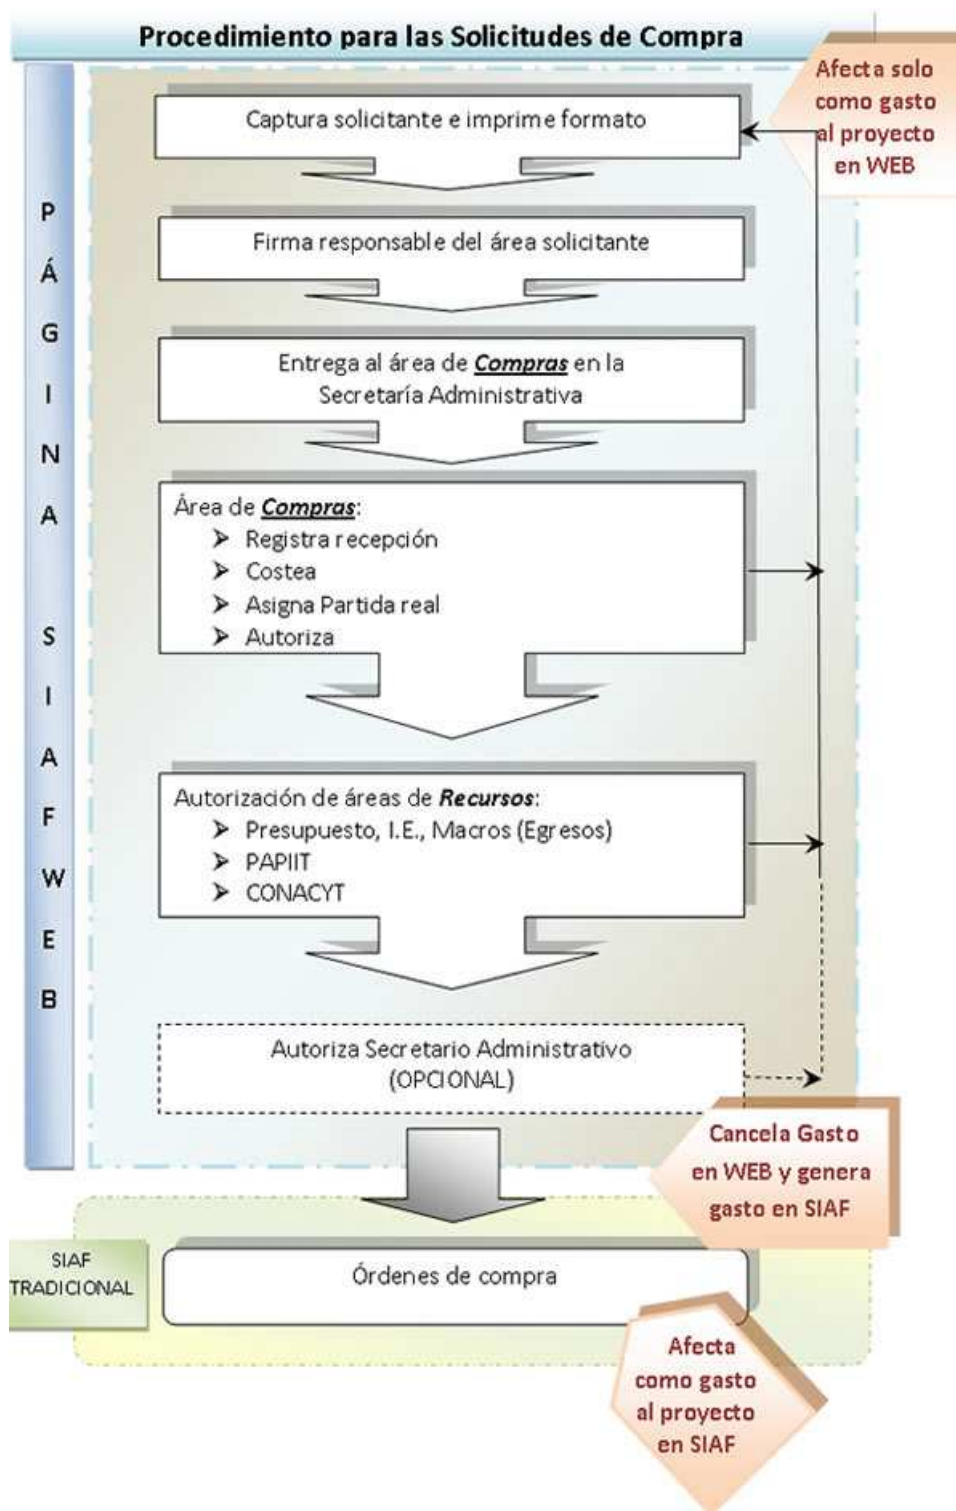 Procedimiento para las Solicitudes de Compra
Afecta solo
como gasto
al proyecto
en WEB
PÁGINA SIAF WEB
Captura solicitante e imprime formato
Firma responsable del área solicitante
Entrega al área de Compras en la
Secretaría Administrativa
Área de Compras:
➤ Registra recepción
➤ Costea
➤ Asigna Partida real
➤ Autoriza
Autorización de áreas de Recursos:
➤ Presupuesto, I.E., Macros (Egresos)
➤ PAPIIT
➤ CONACYT
Autoriza Secretario Administrativo
(OPCIONAL)
Cancela Gasto
en WEB y genera
gasto en SIAF
SIAF
TRADICIONAL
Órdenes de compra
Afecta
como gasto
al proyecto
en SIAF